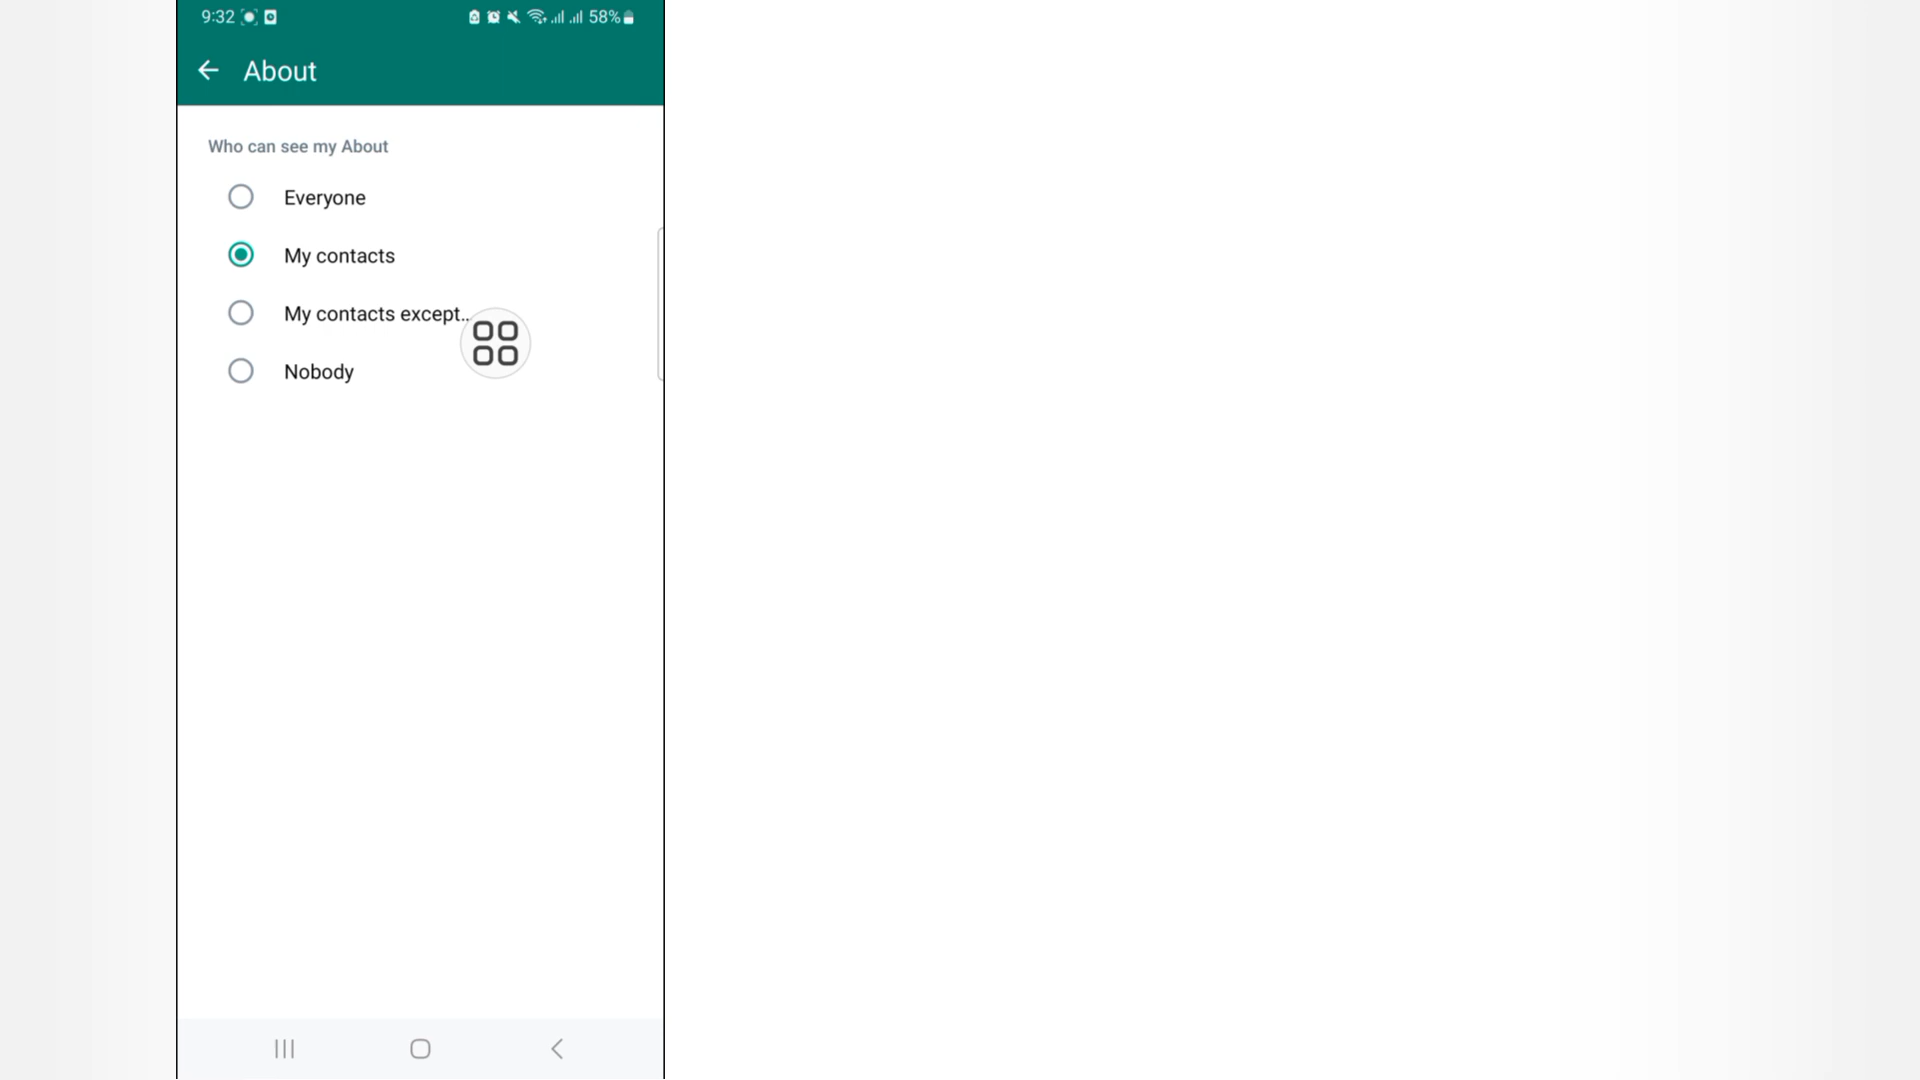 9:32 58%
About
Who can see my About
Everyone
My contacts
My contacts except..
Nobody